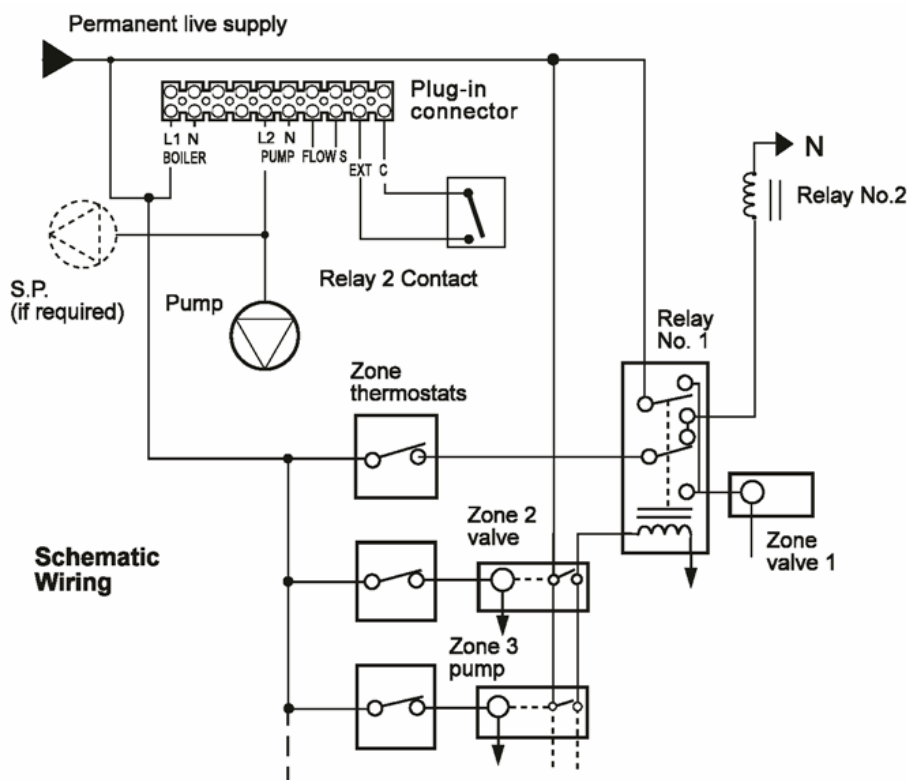 Permanent live supply
Plug-in
connector
L1 N
BOILER
L2 N
PUMP
FLOW S
EXT C
N
Relay No.2
S.P.
(if required)
Pump
Relay 2 Contact
Relay
No. 1
Zone
thermostats
Zone 2
valve
Zone
valve 1
Schematic
Wiring
Zone 3
pump